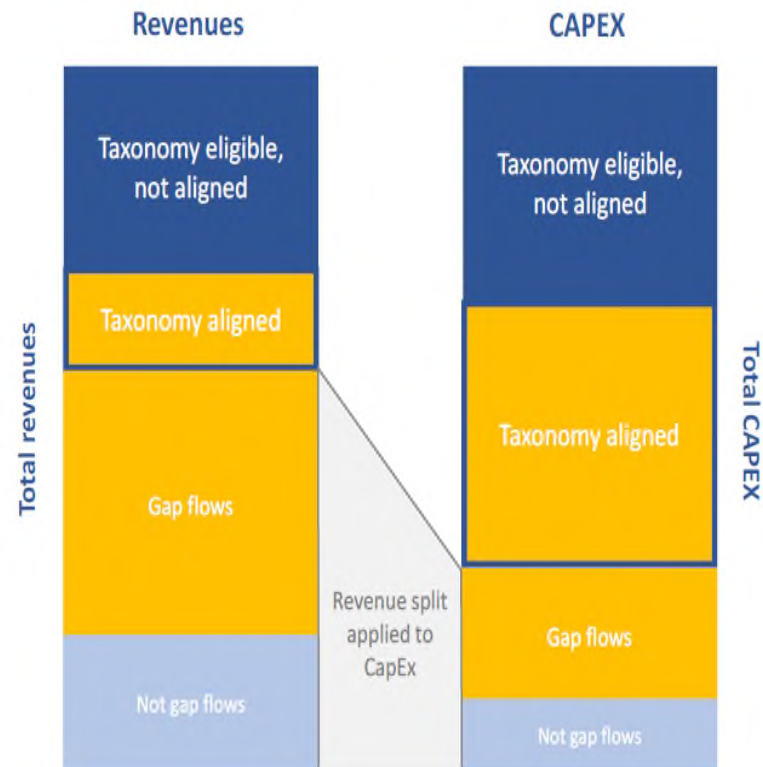 Revenues
CAPEX
Taxonomy eligible,
not aligned
Taxonomy aligned
Gap flows
Not gap flows
Total revenues
Revenue split
applied to
CapEx
Taxonomy eligible,
not aligned
Taxonomy aligned
Gap flows
Not gap flows
Total CAPEX